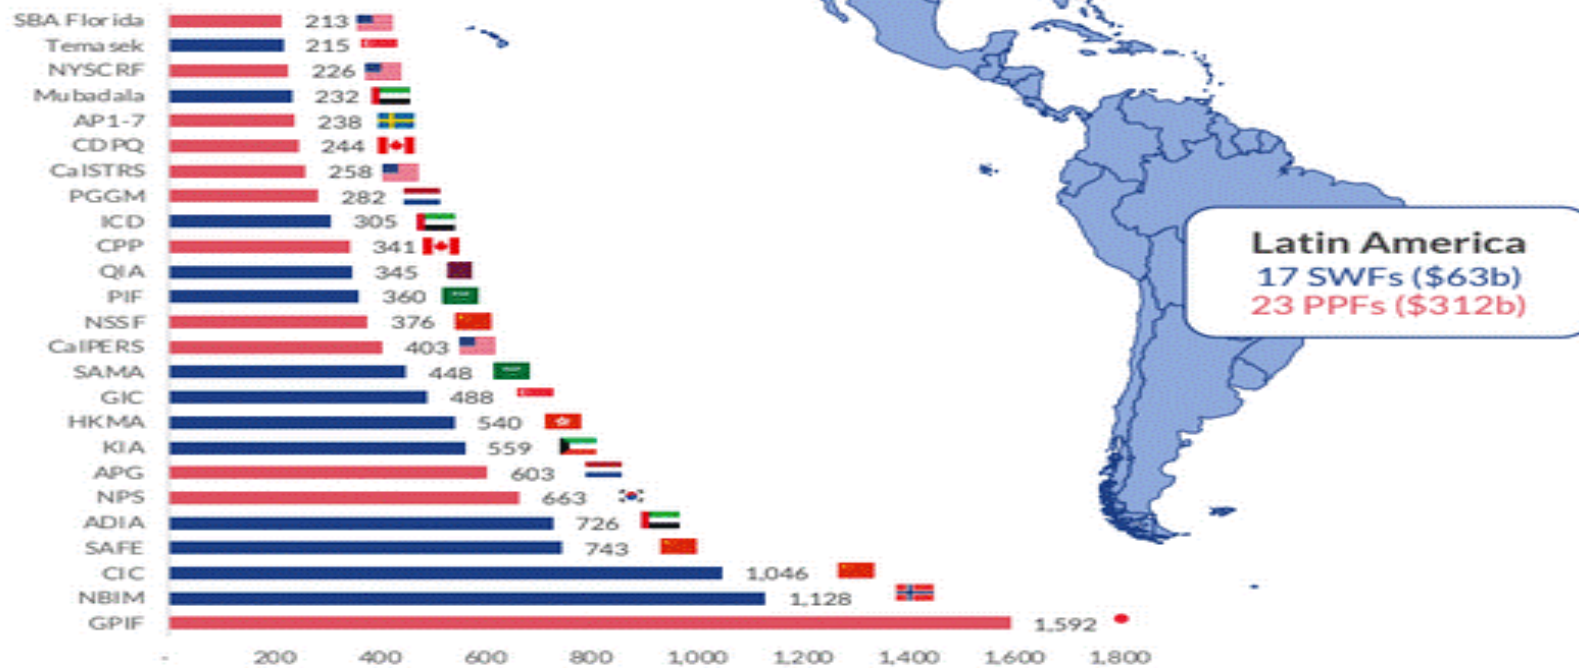 SBA Florida 213
Temasek 215
NYSCRF 226
Mubadala 232
AP1-7 238
CDPQ 244
CalSTRS 258
PGGM 282
ICD 305
CPP 341
QIA 345
PIF 360
NSSF 376
CalPERS 403
SAMA 448
GIC 488
HKMA 540
KIA 559
APG 603
NPS 663
ADIA 726
SAFE 743
CIC 1,046
NBIM 1,128
GPIF 1,592
- 200 400 600 800 1,000 1,200 1,400 1,600 1,800
Latin America
17 SWFs ($63b)
23 PPFs ($312b)